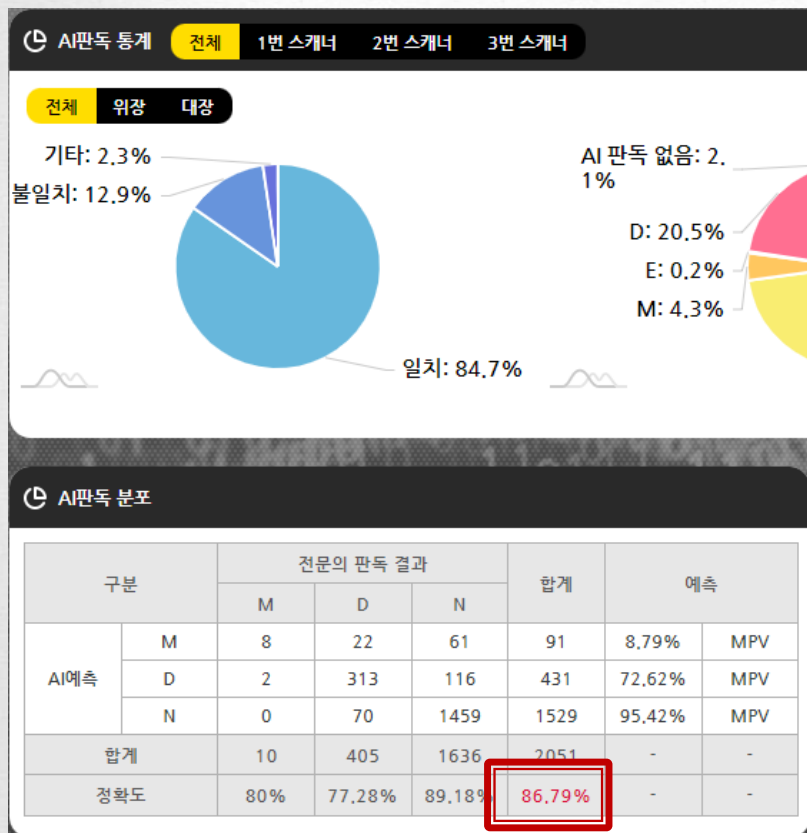 AI판독 통계 전체 1번 스캐너 2번 스캐너 3번 스캐너
전체 위장 대장
기타: 2.3%
불일치: 12.9%
일치: 84.7%
AI 판독 없음: 2.
1%
D: 20.5%
E: 0.2%
M: 4.3%
AI판독 분포
구분 전문의 판독 결과 합계 예측
M D N
AI예측 M 8 22 61 91 8.79% MPV
D 2 313 116 431 72.62% MPV
N 0 70 1459 1529 95.42% MPV
합계 10 405 1636 2051 - -
정확도 80% 77.28% 89.18% 86.79% - -